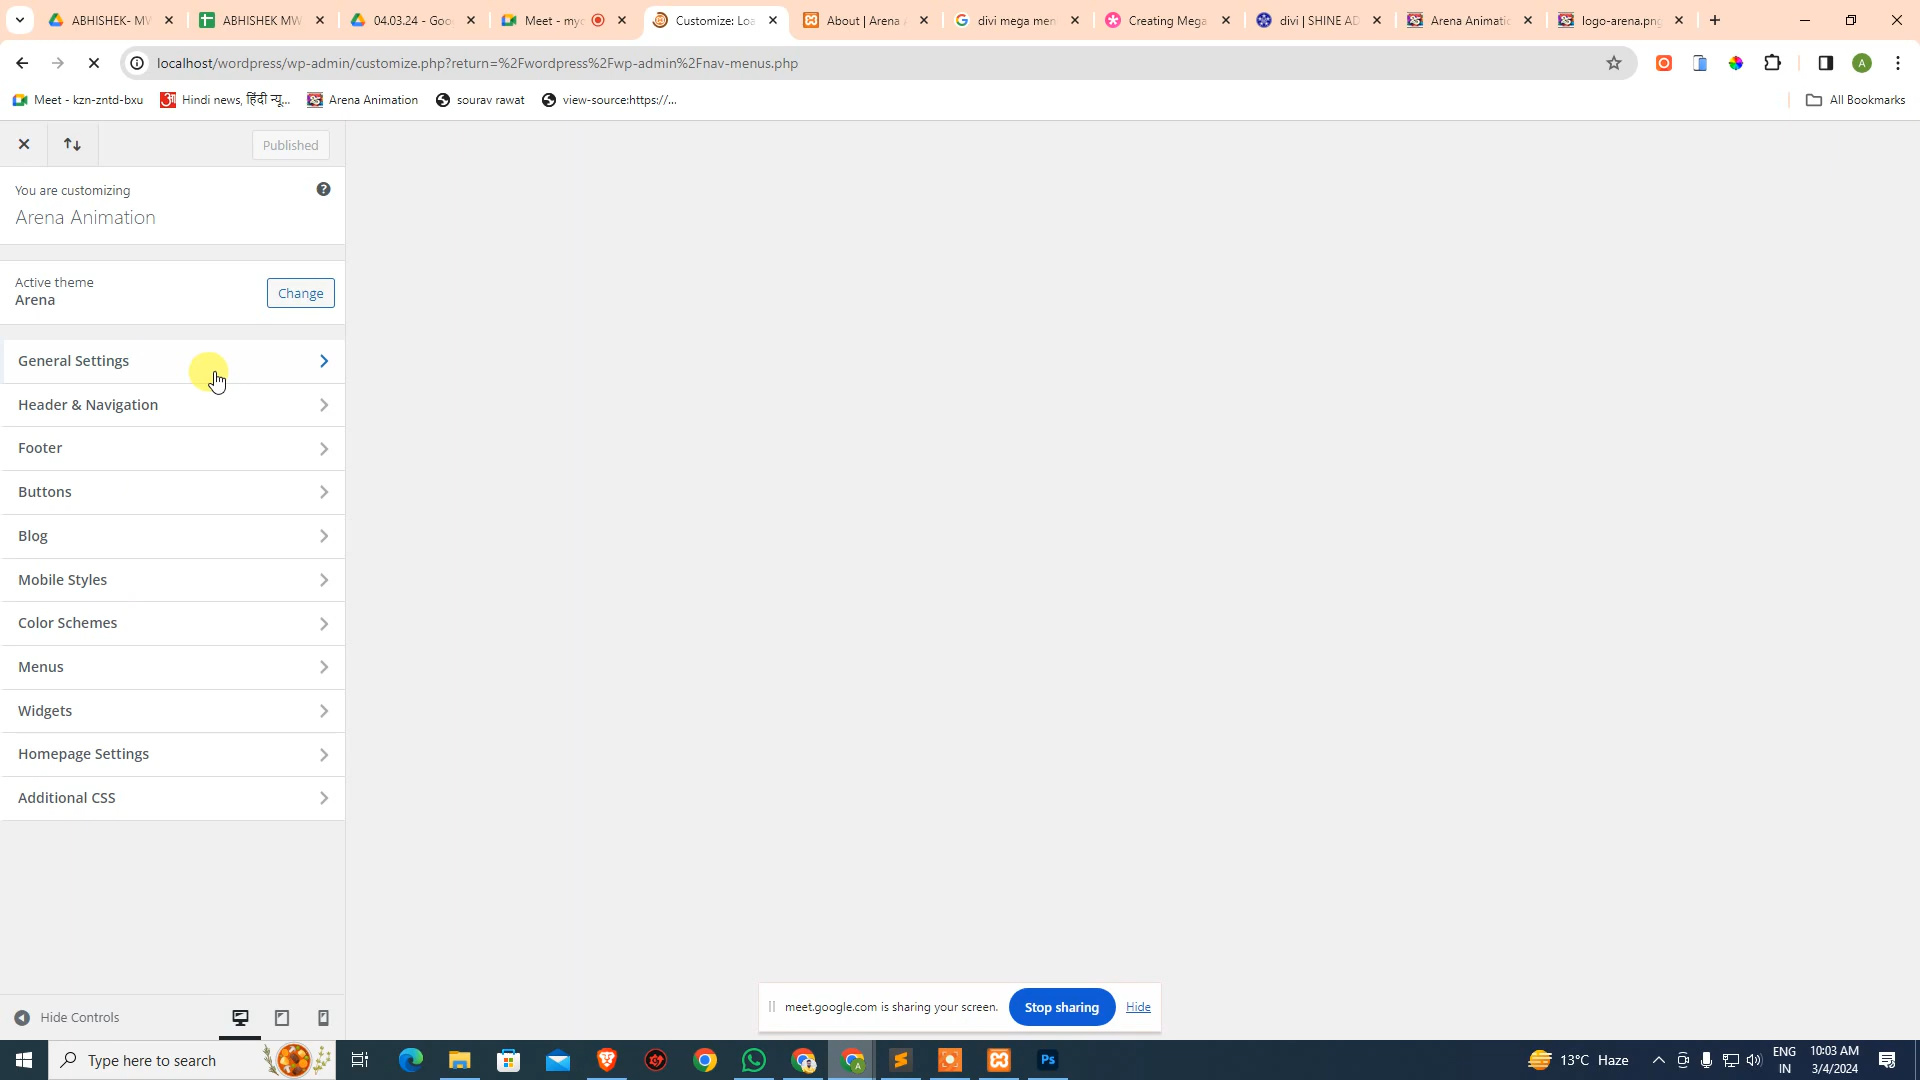 ABHISHEK- MW
ABHISHEK MW
04.03.24 - Goo
Meet - myc
Customize: Loa
About | Arena
divi mega men
Creating Mega
divi | SHINE AD
Arena Animatic
logo-arena.png
localhost/wordpress/wp-admin/customize.php?return=%2Fwordpress%2Fwp-admin%2Fnav-menus.php
Meet - kzn-zntd-bxu
Hindi news, हिंदी न्यू...
Arena Animation
sourav rawat
view-source:https://...
All Bookmarks
Published
You are customizing
Arena Animation
Active theme
Arena
Change
General Settings
Header & Navigation
Footer
Buttons
Blog
Mobile Styles
Color Schemes
Menus
Widgets
Homepage Settings
Additional CSS
Hide Controls
meet.google.com is sharing your screen.
Stop sharing
Hide
Type here to search
Ps
13°C Haze
ENG
IN
10:03 AM
3/4/2024